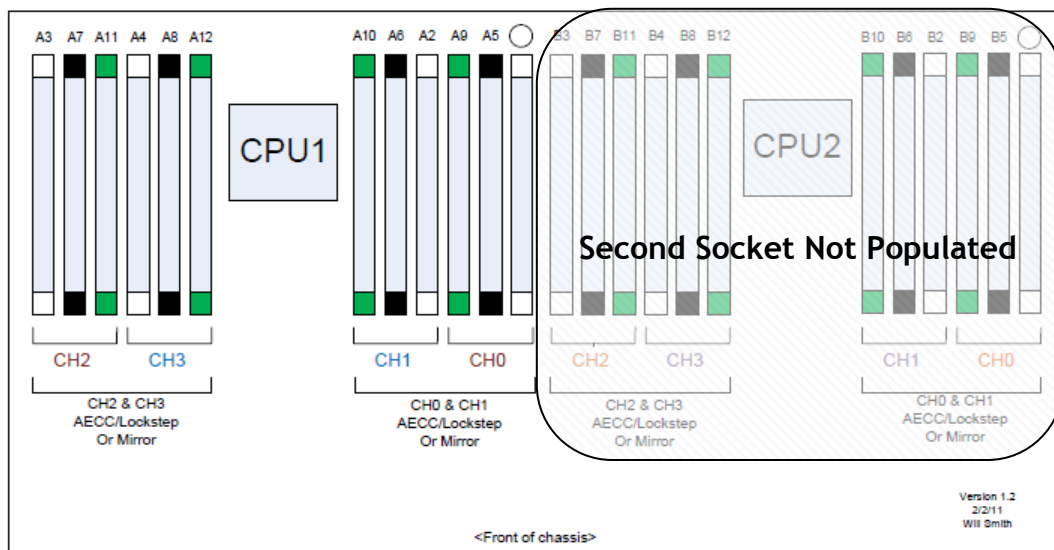 A3 A7 A11 A4 A8 A12 A10 A6 A2 A9 A5 B3 B7 B11 B4 B8 B12 B10 B6 B2 B9 B5
CPU1
CPU2
Second Socket Not Populated
CH2 CH3 CH1 CH0 CH2 CH3 CH1 CH0
CH2 & CH3
AECC/Lockstep
Or Mirror
CH0 & CH1
AECC/Lockstep
Or Mirror
CH2 & CH3
AECC/Lockstep
Or Mirror
CH0 & CH1
AECC/Lockstep
Or Mirror
Version 1.2
2/2/11
Will Smith
<Front of chassis>